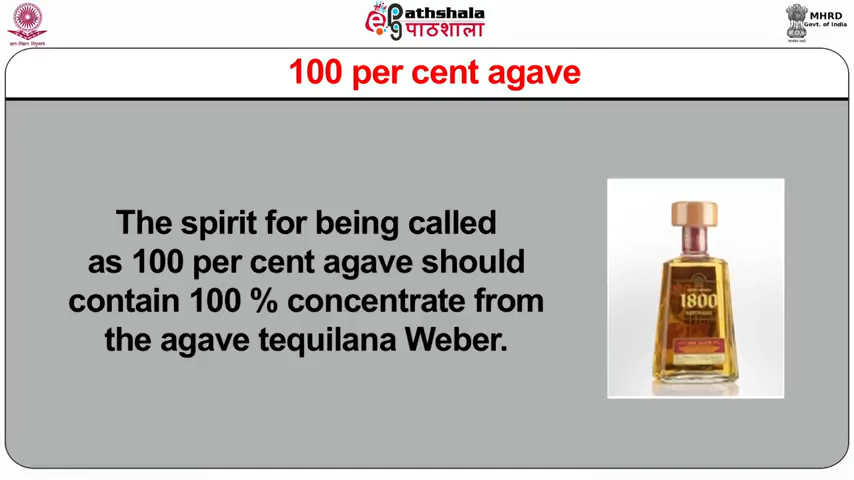 ePathshala
पाठशाला
MHRD
Govt. of India
100 per cent agave
The spirit for being called
as 100 per cent agave should
contain 100 % concentrate from
the agave tequilana Weber.
1800